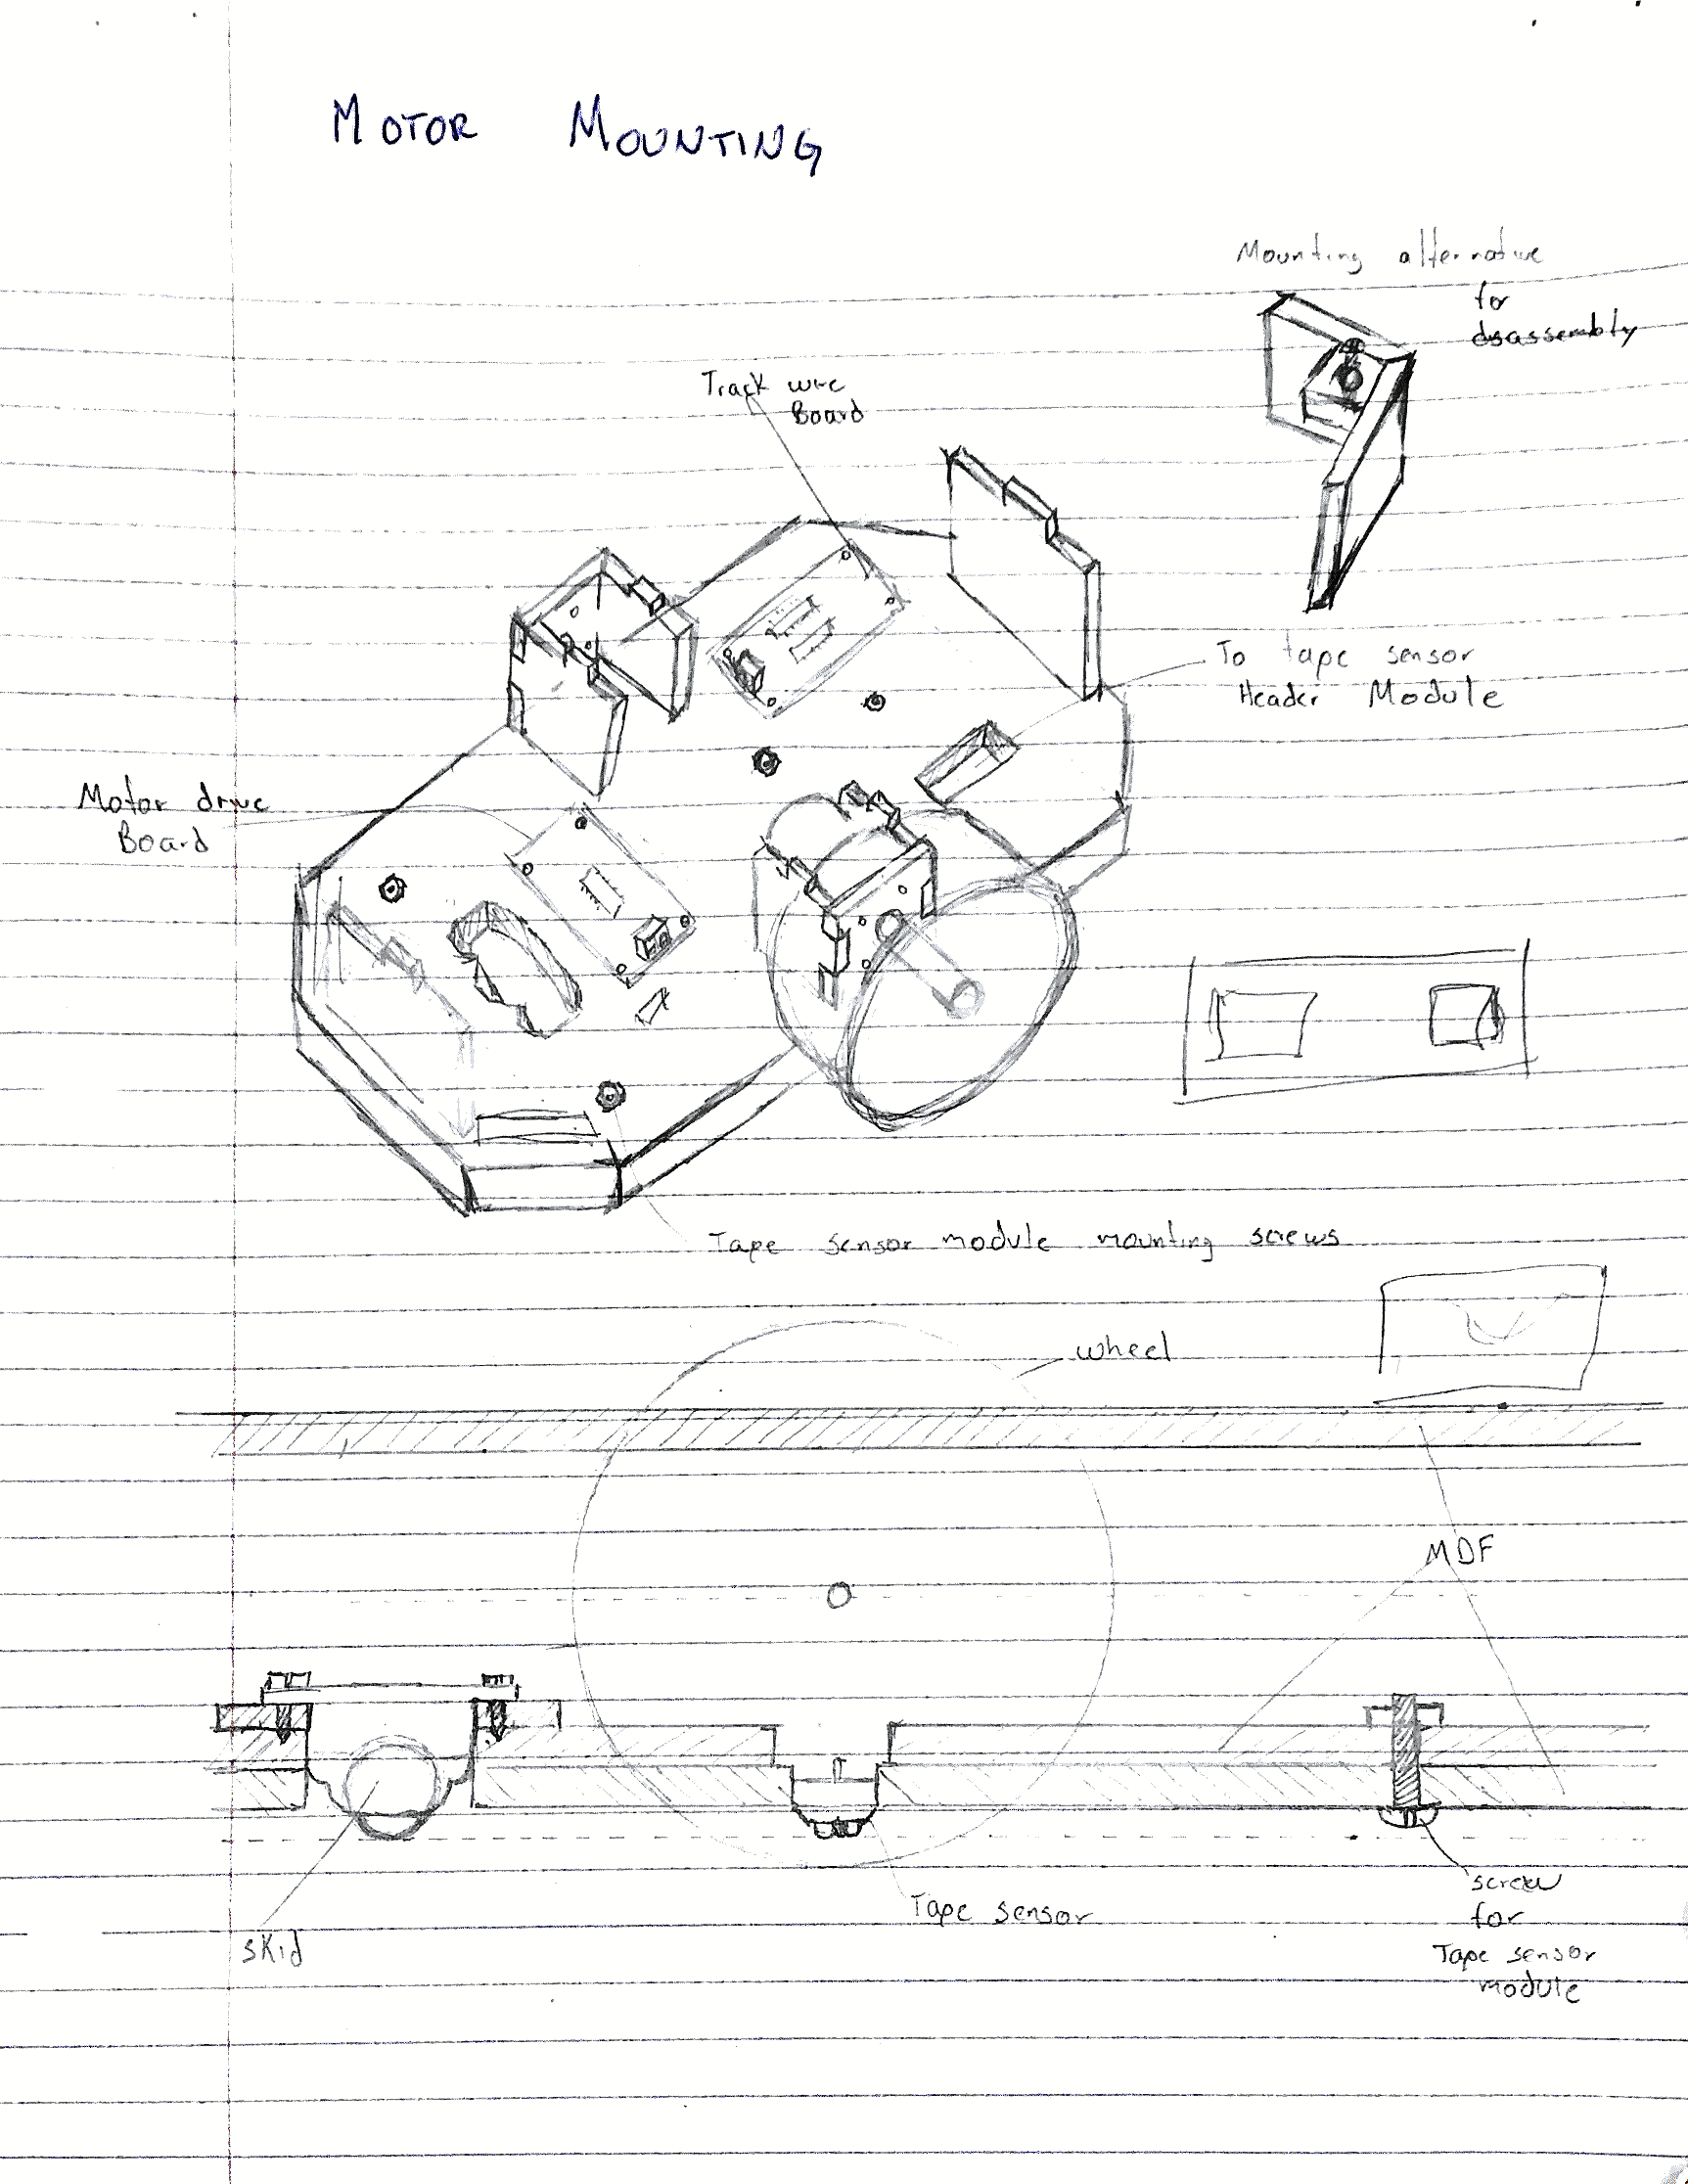 MOTOR MOUNTING
Mounting alternative
for
dsassembly
Track wire
Board
To tape sensor
Header Module
Motor drive
Board
Tape sensor module mounting screws
wheel
MDF
screw
for
Tape sensor
module
Tape sensor
skid